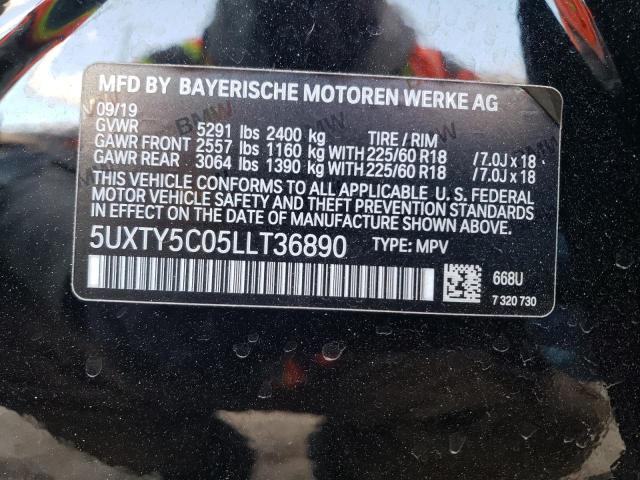 MFD BY BAYERISCHE MOTOREN WERKE AG
09/19
GVWR 5291 lbs 2400 kg TIRE / RIM
GAWR FRONT 2557 lbs 1160 kg WITH 225/60 R18 / 7.0J x 18
GAWR REAR 3064 lbs 1390 kg WITH 225/60 R18 / 7.0J x 18
THIS VEHICLE CONFORMS TO ALL APPLICABLE U. S. FEDERAL
MOTOR VEHICLE SAFETY, BUMPER, AND THEFT PREVENTION
STANDARDS IN EFFECT ON THE DATE OF MANUFACTURE SHOWN ABOVE.
5UXTY5C05LLT36890 TYPE: MPV
668U
7 320 730